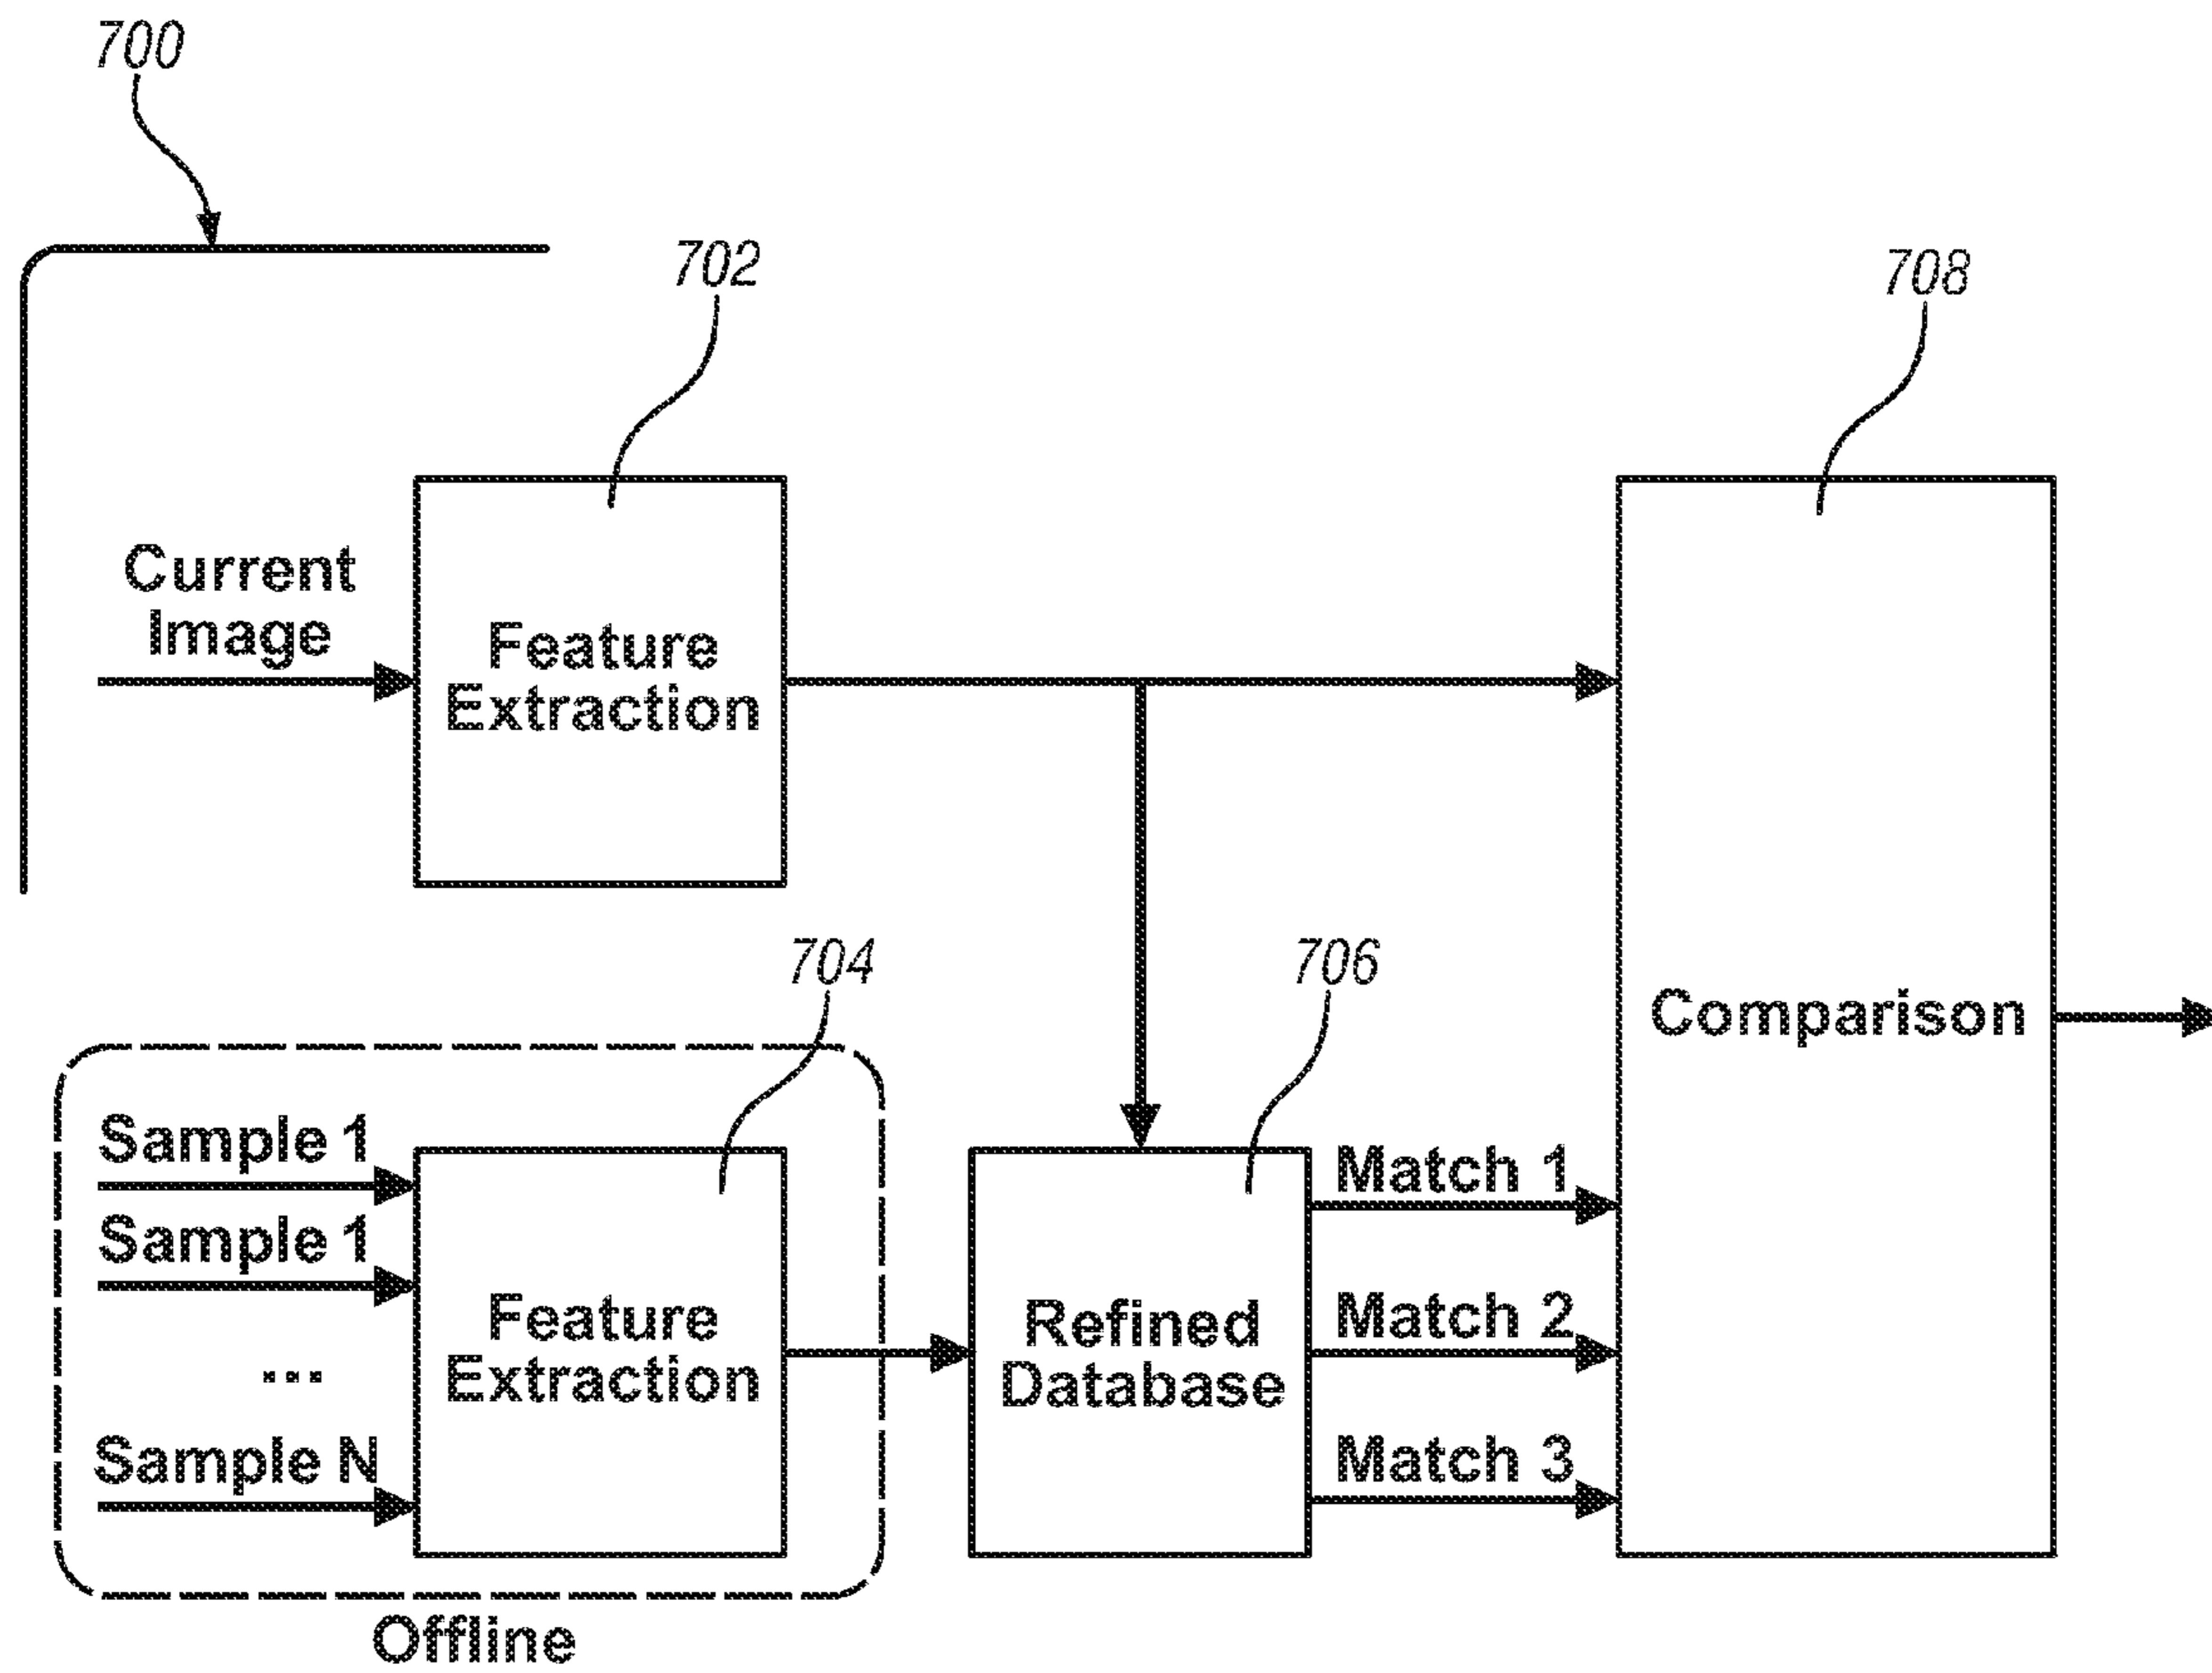 700
702
708
Current
Image
Feature
Extraction
704
706
Comparison
Sample 1
Sample 1
...
Sample N
Feature
Extraction
Refined
Database
Match 1
Match 2
Match 3
Offline